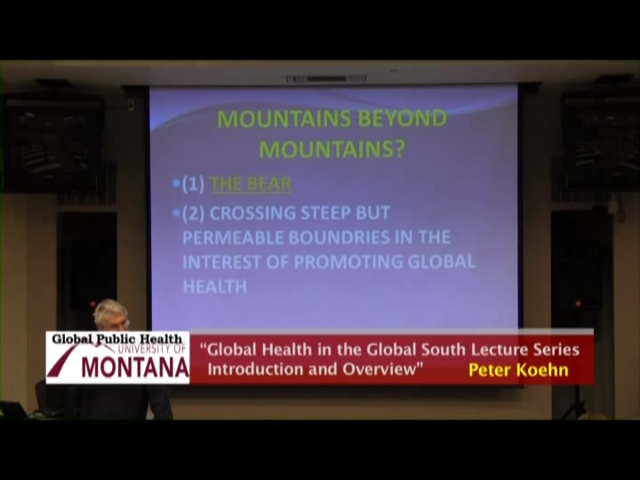 MOUNTAINS BEYOND
MOUNTAINS?
•(1) THE BEAR
•(2) CROSSING STEEP BUT
PERMEABLE BOUNDRIES IN THE
INTEREST OF PROMOTING GLOBAL
HEALTH
Global Public Health
UNIVERSITY OF
MONTANA
“Global Health in the Global South Lecture Series
Introduction and Overview”
Peter Koehn